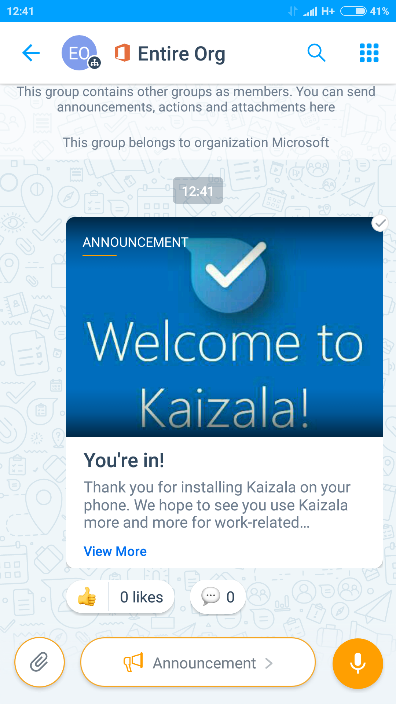 12:41
H+
41%
EO
Entire Org
This group contains other groups as members. You can send
announcements, actions and attachments here
This group belongs to organization Microsoft
12:41
ANNOUNCEMENT
Welcome to
Kaizala!
You're in!
Thank you for installing Kaizala on your
phone. We hope to see you use Kaizala
more and more for work-related...
View More
0 likes
0
Announcement >